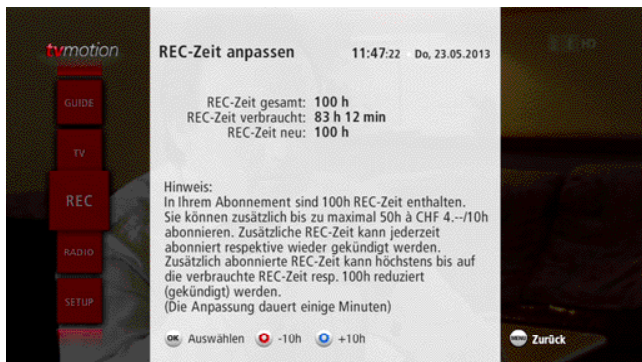 tvmotion
REC-Zeit anpassen
11:47:22 Do, 23.05.2013
GUIDE
TV
REC
RADIO
SETUP
REC-Zeit gesamt: 100 h
REC-Zeit verbraucht: 83 h 12 min
REC-Zeit neu: 100 h
Hinweis:
In Ihrem Abonnement sind 100h REC-Zeit enthalten.
Sie können zusätzlich bis zu maximal 50h à CHF 4.--/10h
abonnieren. Zusätzliche REC-Zeit kann jederzeit
abonniert respektive wieder gekündigt werden.
Zusätzlich abonnierte REC-Zeit kann höchstens bis auf
die verbrauchte REC-Zeit resp. 100h reduziert
(gekündigt) werden.
(Die Anpassung dauert einige Minuten)
OK Auswählen -10h +10h
MENU Zurück